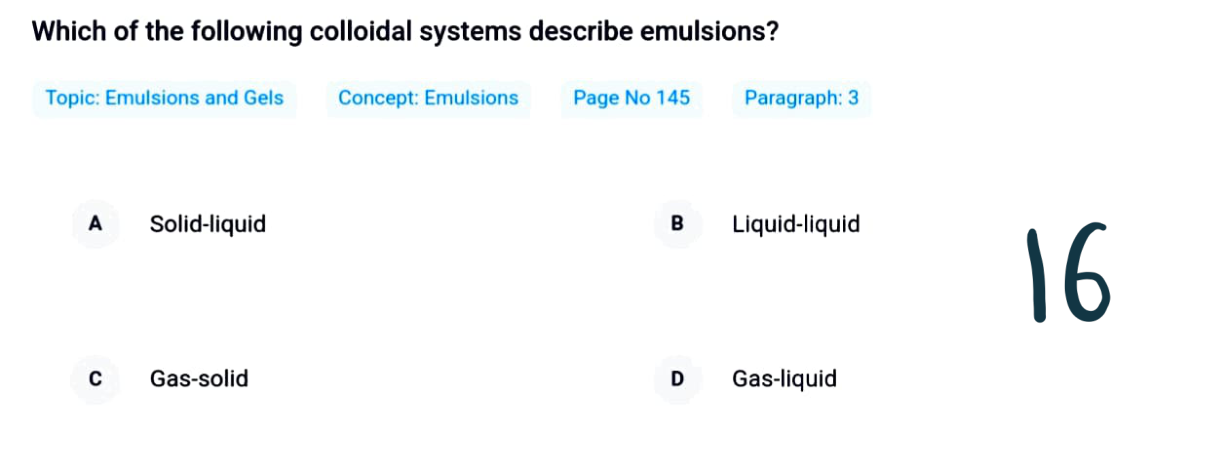 Which of the following colloidal systems describe emulsions?
Topic: Emulsions and Gels Concept: Emulsions Page No 145 Paragraph: 3
A Solid-liquid B Liquid-liquid
16
C Gas-solid D Gas-liquid